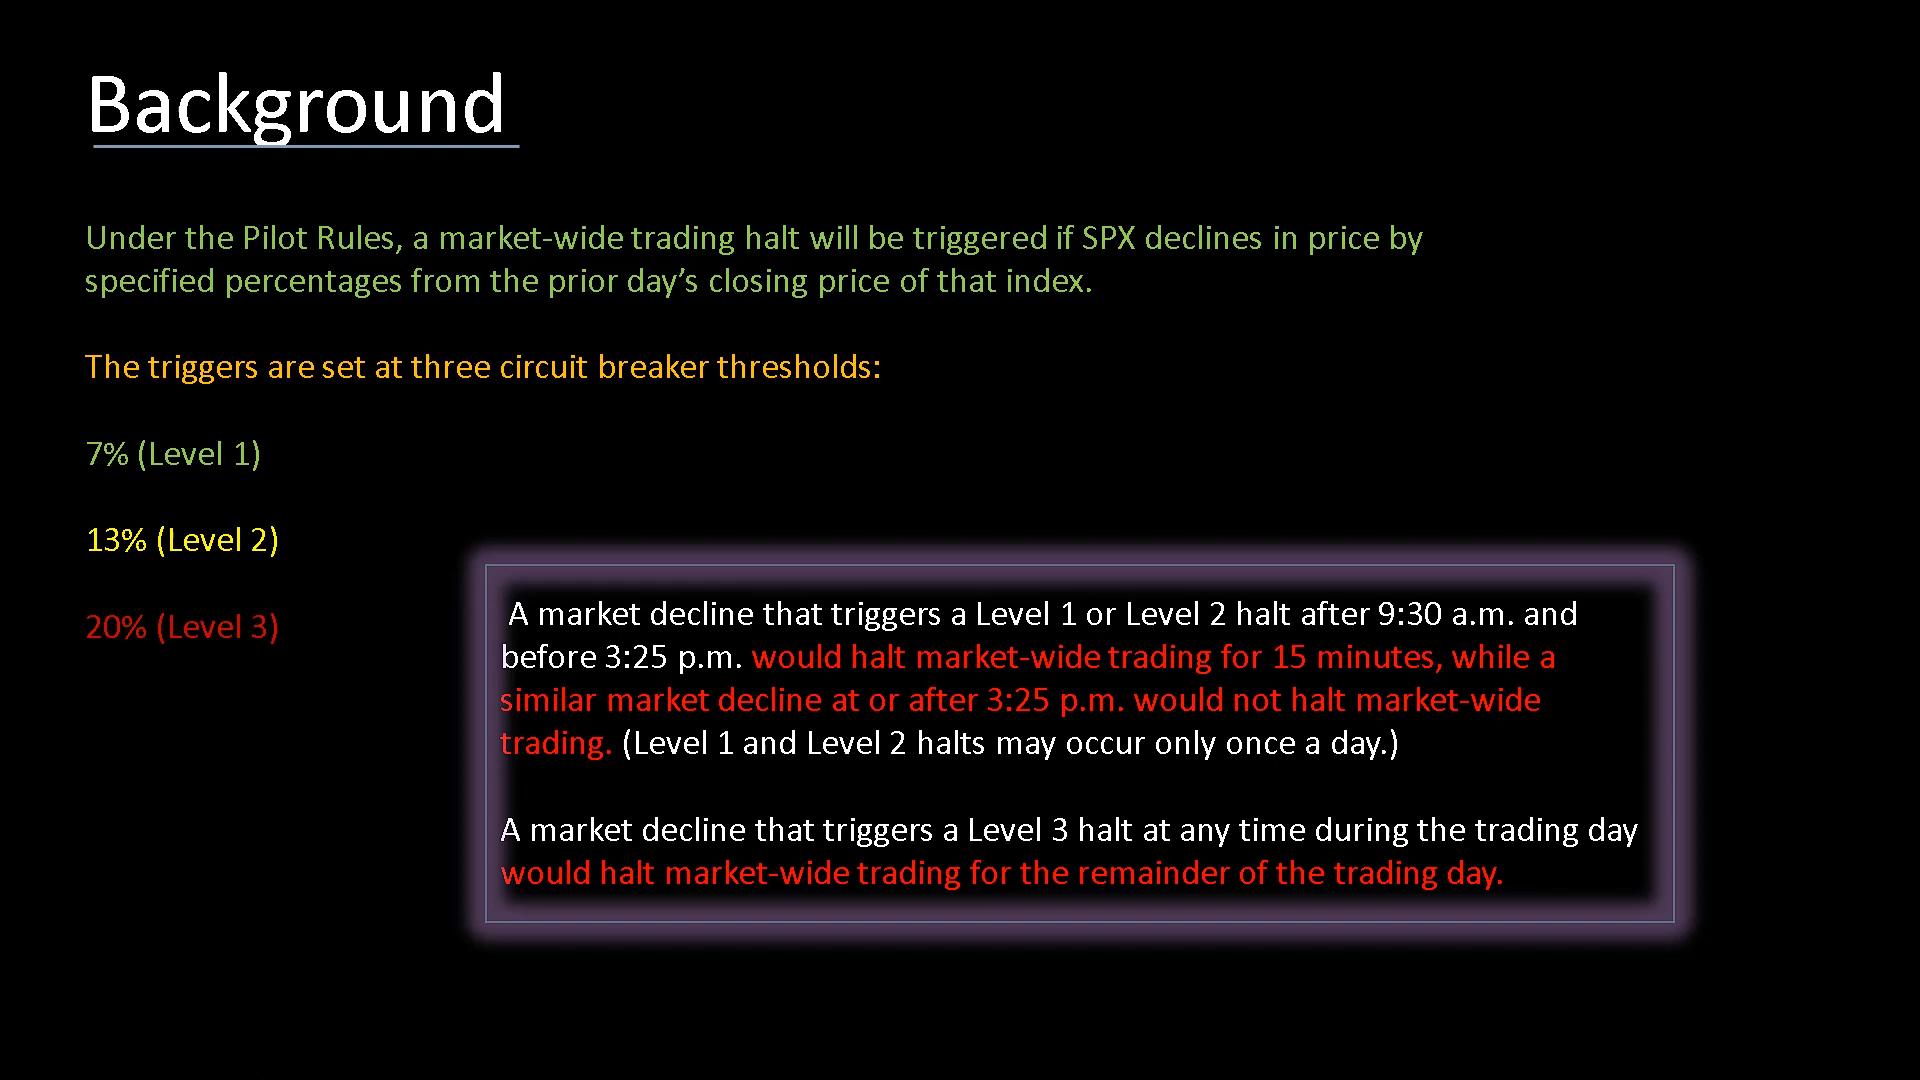 Background
Under the Pilot Rules, a market-wide trading halt will be triggered if SPX declines in price by
specified percentages from the prior day’s closing price of that index.
The triggers are set at three circuit breaker thresholds:
7% (Level 1)
13% (Level 2)
20% (Level 3)
A market decline that triggers a Level 1 or Level 2 halt after 9:30 a.m. and
before 3:25 p.m. would halt market-wide trading for 15 minutes, while a
similar market decline at or after 3:25 p.m. would not halt market-wide
trading. (Level 1 and Level 2 halts may occur only once a day.)
A market decline that triggers a Level 3 halt at any time during the trading day
would halt market-wide trading for the remainder of the trading day.